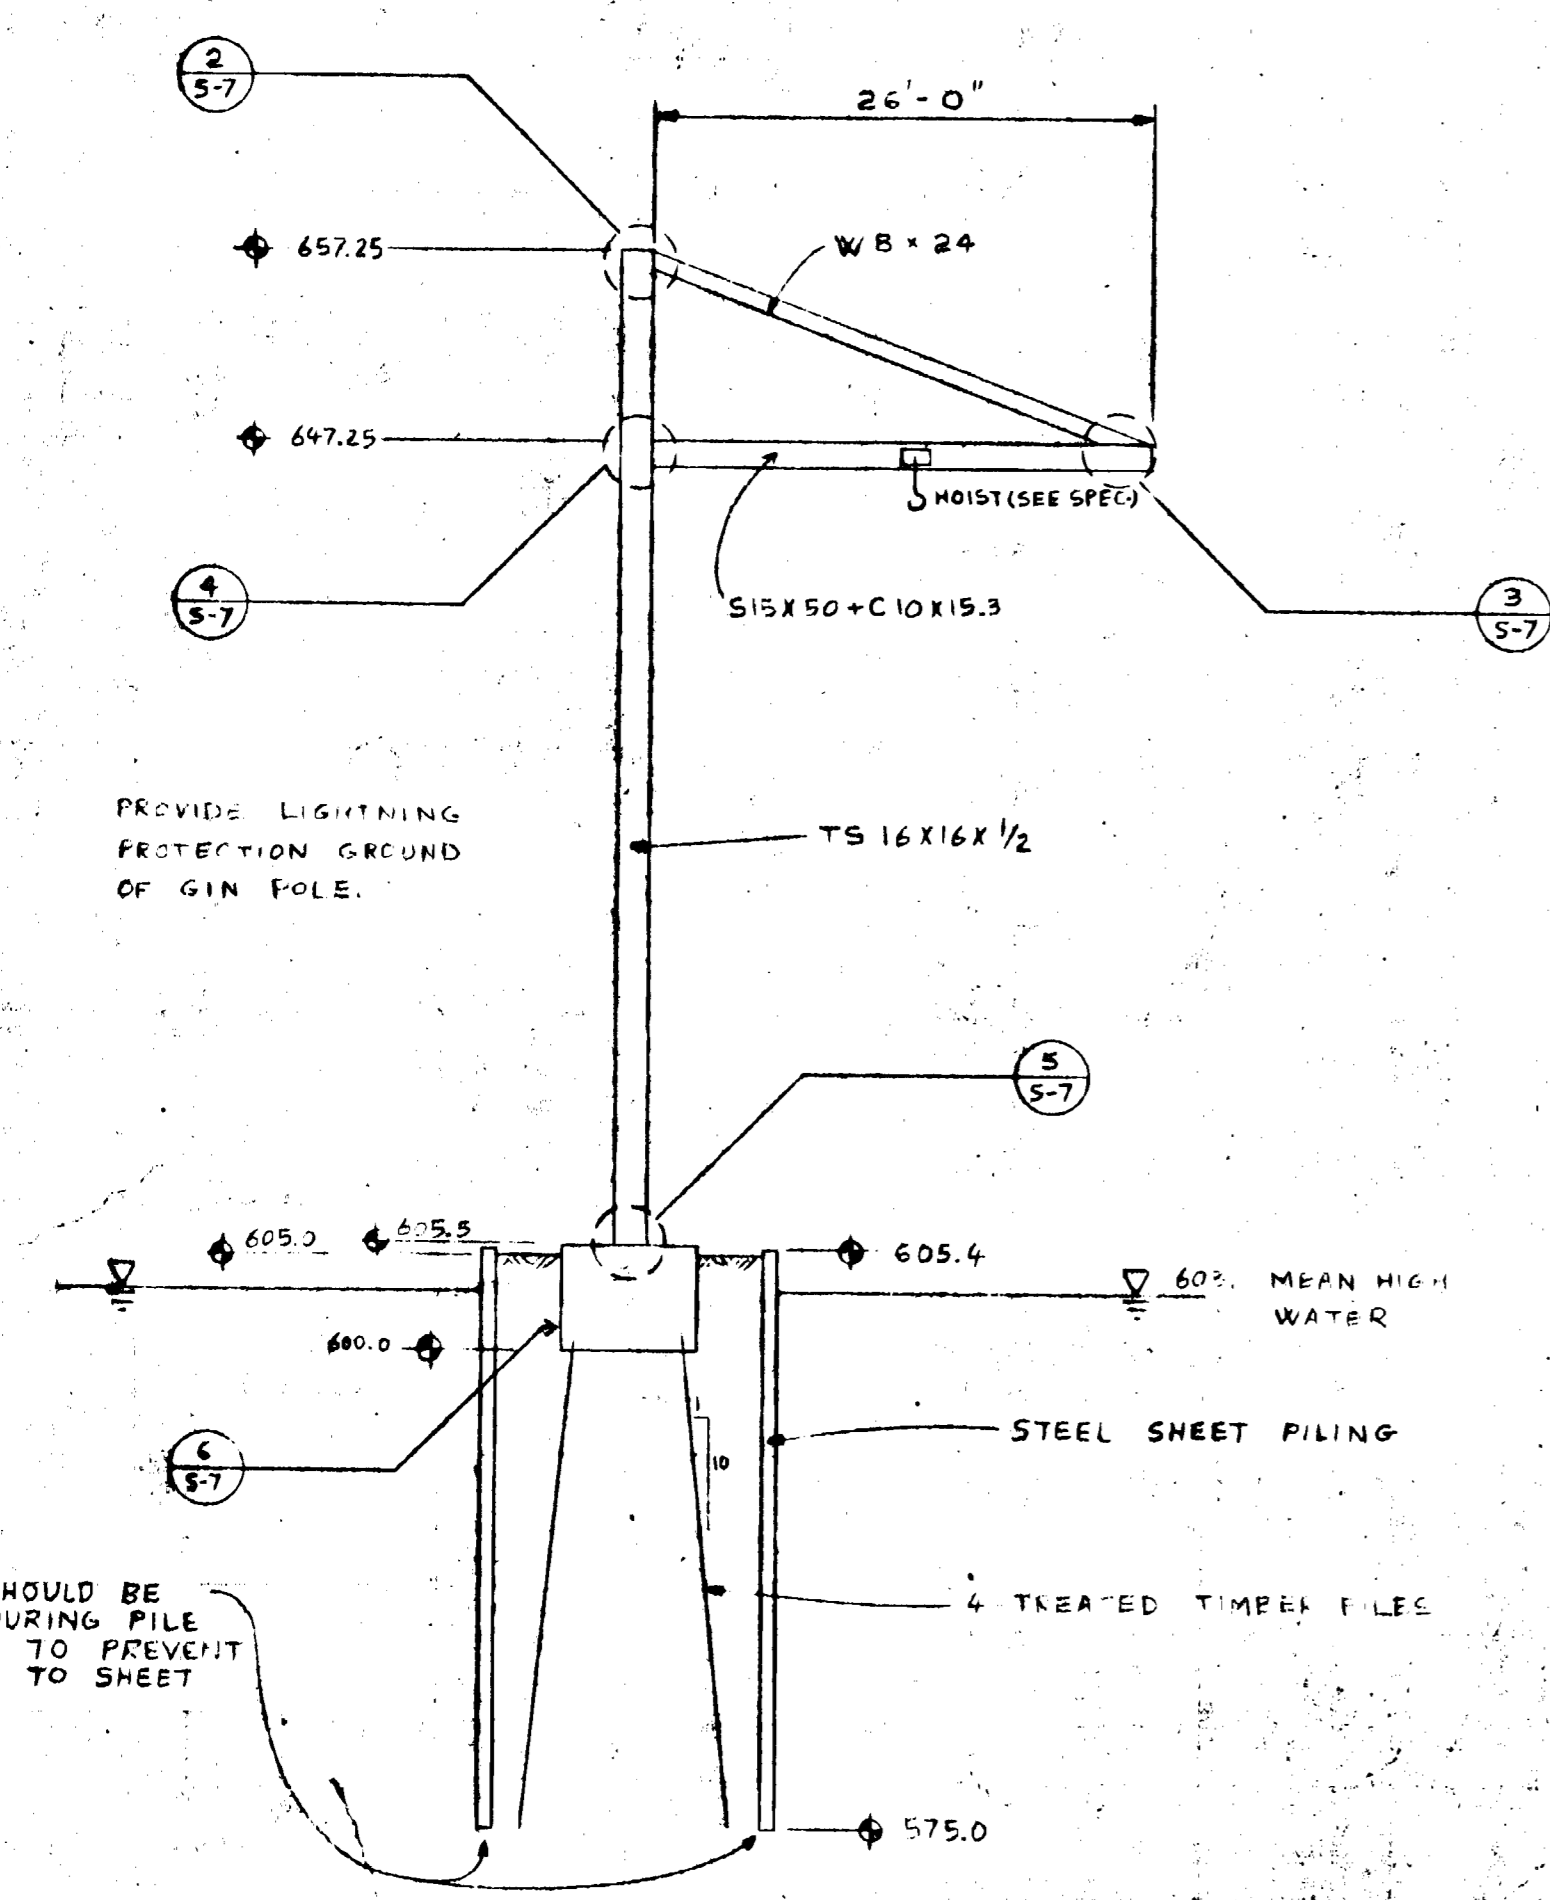 2
S-7
26'-0"
657.25
W 8 x 24
647.25
HOIST (SEE SPEC.)
4
S-7
S15X50+C10X15.3
3
S-7
PROVIDE LIGHTNING
PROTECTION GROUND
OF GIN POLE.
TS 16X16X 1/2
5
S-7
605.0
605.5
605.4
603. MEAN HIGH
WATER
600.0
1
10
STEEL SHEET PILING
6
S-7
HOULD BE
URING PILE
TO PREVENT
TO SHEET
4 TREATED TIMBER PILES
575.0